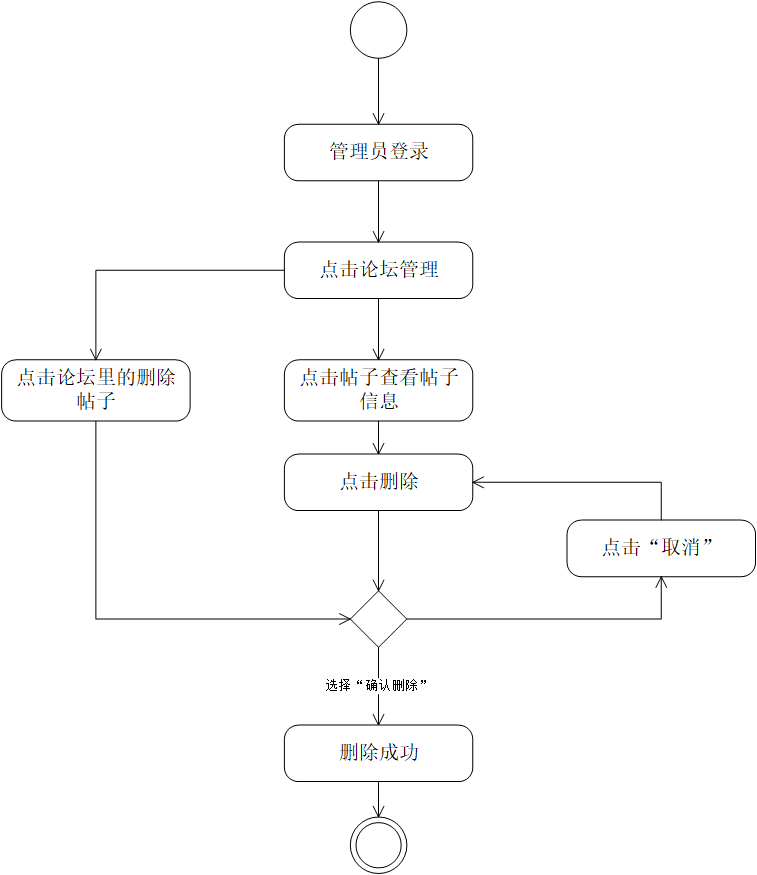 管理员登录
点击论坛管理
点击论坛里的删除
帖子
点击帖子查看帖子
信息
点击删除
点击“取消”
选择“确认删除”
删除成功